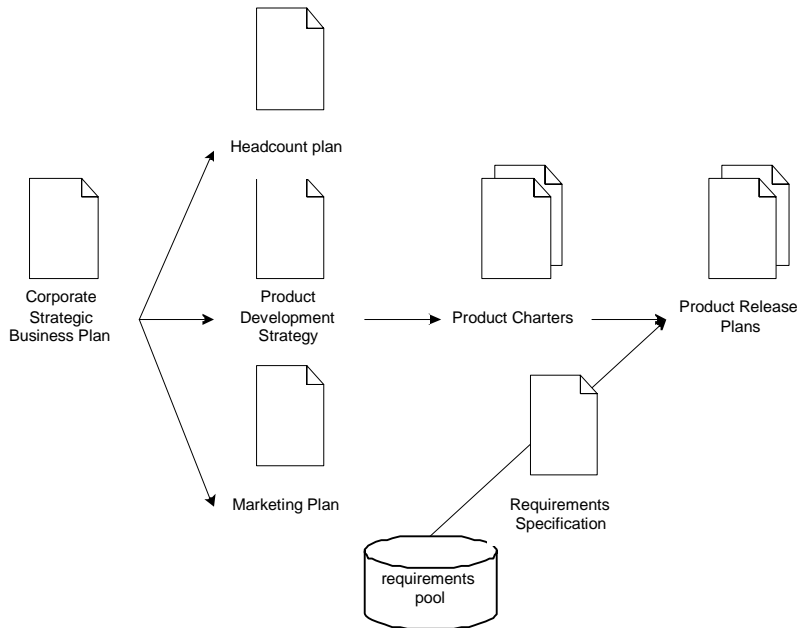 Headcount plan
Corporate
Strategic
Business Plan
Product
Development
Strategy
Product Charters
Product Release
Plans
Marketing Plan
Requirements
Specification
requirements
pool